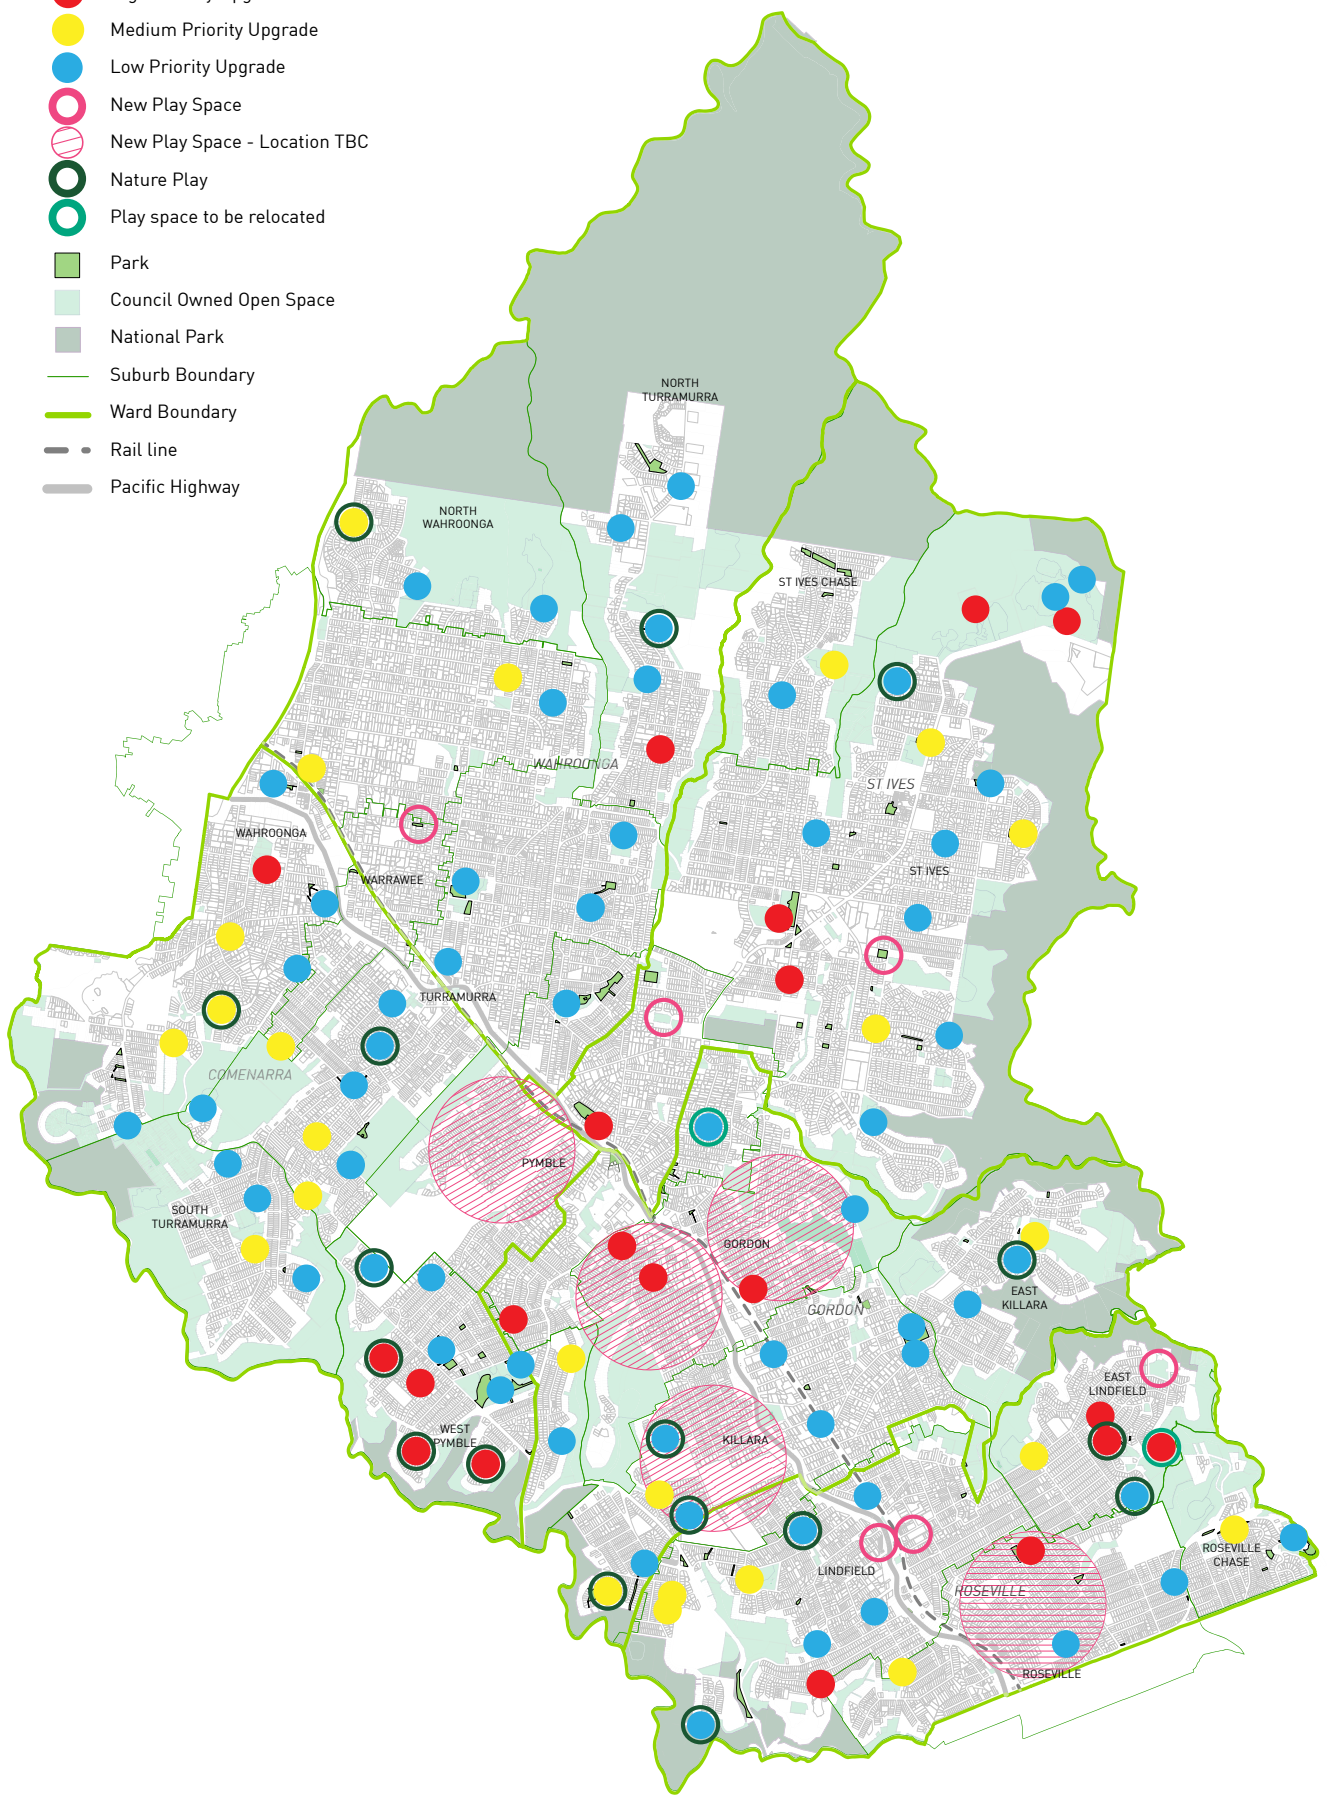 Medium Priority Upgrade
Low Priority Upgrade
New Play Space
New Play Space - Location TBC
Nature Play
Play space to be relocated
Park
Council Owned Open Space
National Park
Suburb Boundary
Ward Boundary
Rail line
Pacific Highway
NORTH
TURRAMURRA
NORTH
WAHROONGA
ST IVES CHASE
WAHROONGA
ST IVES
WAHROONGA
WARRAWEE
ST IVES
TURRAMURRA
COMENARRA
PYMBLE
SOUTH
TURRAMURRA
GORDON
EAST
KILLARA
GORDON
EAST
LINDFIELD
WEST
PYMBLE
KILLARA
ROSEVILLE
CHASE
LINDFIELD
ROSEVILLE
ROSEVILLE